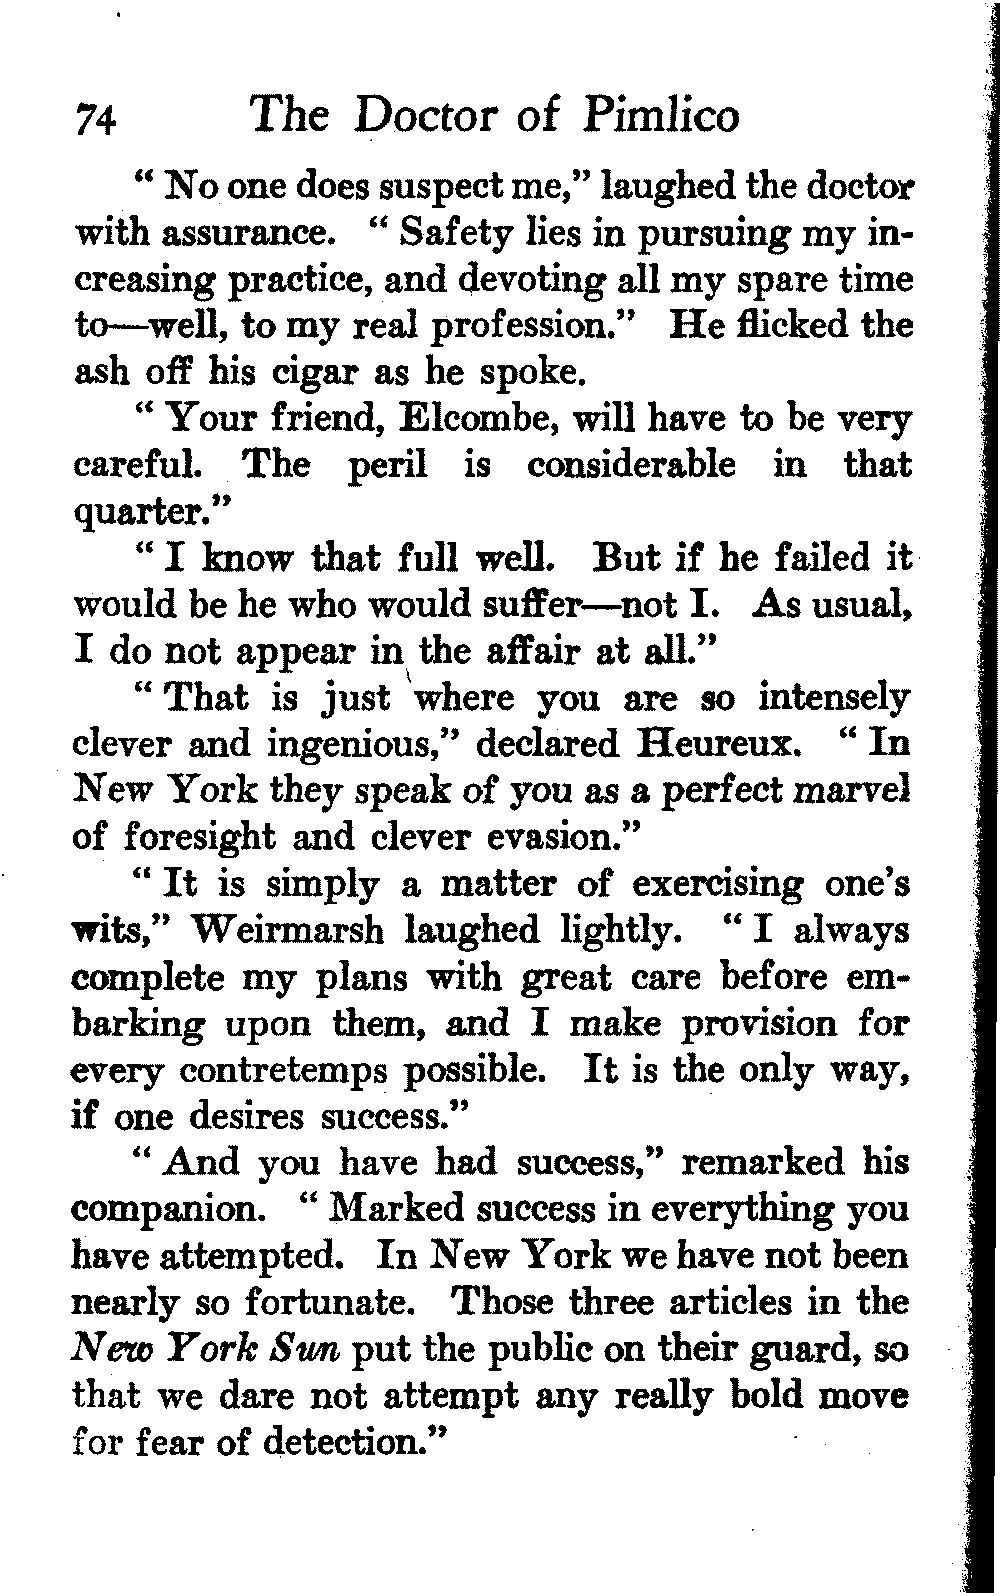 74 The Doctor of Pimlico
“ No one does suspect me,” laughed the doctor
with assurance. “ Safety lies in pursuing my in-
creasing practice, and devoting all my spare time
to—well, to my real profession.” He flicked the
ash off his cigar as he spoke.
“ Your friend, Elcombe, will have to be very
careful. The peril is considerable in that
quarter.”
“ I know that full well. But if he failed it
would be he who would suffer—not I. As usual,
I do not appear in the affair at all.”
“ That is just where you are so intensely
clever and ingenious,” declared Heureux. “ In
New York they speak of you as a perfect marvel
of foresight and clever evasion.”
“ It is simply a matter of exercising one’s
wits,” Weirmarsh laughed lightly. “ I always
complete my plans with great care before em-
barking upon them, and I make provision for
every contretemps possible. It is the only way,
if one desires success.”
“ And you have had success,” remarked his
companion. “ Marked success in everything you
have attempted. In New York we have not been
nearly so fortunate. Those three articles in the
New York Sun put the public on their guard, so
that we dare not attempt any really bold move
for fear of detection.”